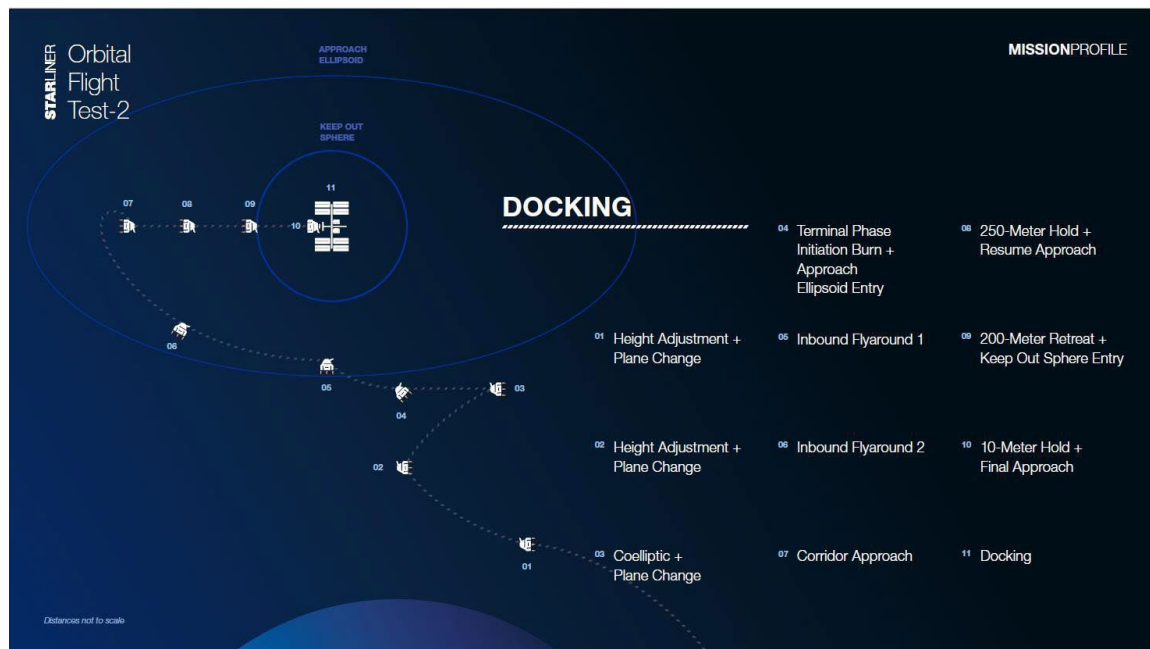 STARLINER
Orbital
Flight
Test-2
MISSIONPROFILE
APPROACH
ELLIPSOID
KEEP OUT
SPHERE
11
07
08
09
10
06
05
04
03
02
01
DOCKING
01 Height Adjustment +
Plane Change
02 Height Adjustment +
Plane Change
03 Coelliptic +
Plane Change
04 Terminal Phase
Initiation Burn +
Approach
Ellipsoid Entry
05 Inbound Flyaround 1
06 Inbound Flyaround 2
07 Corridor Approach
08 250-Meter Hold +
Resume Approach
09 200-Meter Retreat +
Keep Out Sphere Entry
10 10-Meter Hold +
Final Approach
11 Docking
Distances not to scale